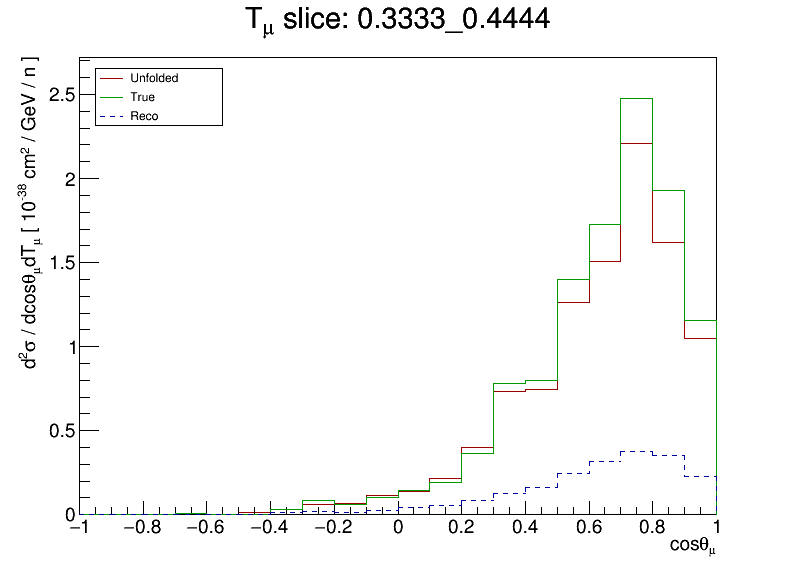 Tμ slice: 0.3333_0.4444
d²σ / dcosθμdTμ [ 10⁻³⁸ cm² / GeV / n ]
Unfolded
True
Reco
2.5
2
1.5
1
0.5
0
−1 −0.8 −0.6 −0.4 −0.2 0 0.2 0.4 0.6 0.8 1
cosθμ